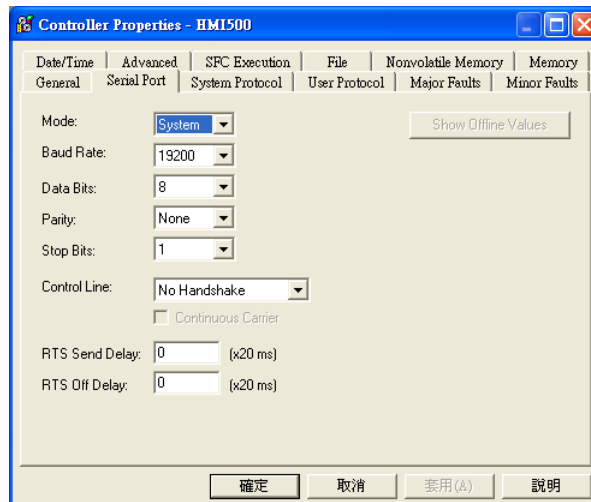 Controller Properties - HMI500
Date/Time Advanced SFC Execution File Nonvolatile Memory Memory
General Serial Port System Protocol User Protocol Major Faults Minor Faults
Mode: System Show Offline Values
Baud Rate: 19200
Data Bits: 8
Parity: None
Stop Bits: 1
Control Line: No Handshake
Continuous Carrier
RTS Send Delay: 0 (x20 ms)
RTS Off Delay: 0 (x20 ms)
確定 取消 套用(A) 說明